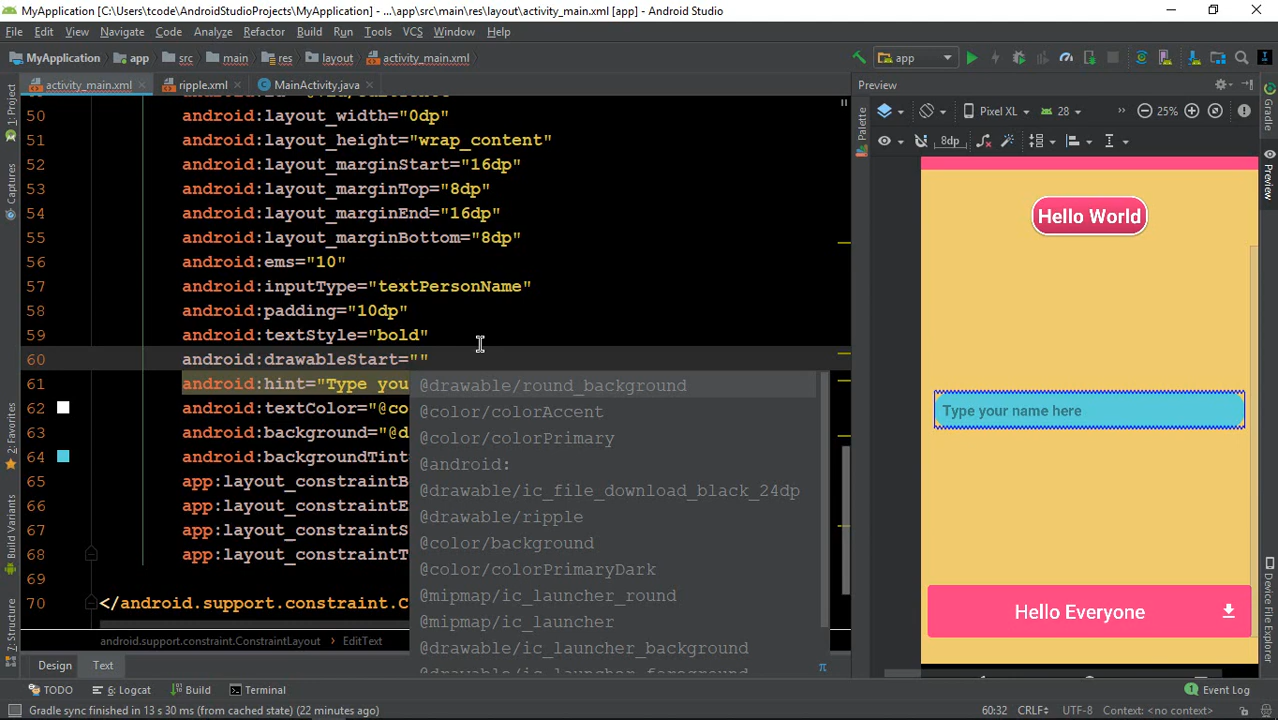 MyApplication [C:\Users\tcode\AndroidStudioProjects\MyApplication] - ...\app\src\main\res\layout\activity_main.xml [app] - Android Studio
File Edit View Navigate Code Analyze Refactor Build Run Tools VCS Window Help
MyApplication app src main res layout activity_main.xml app
activity_main.xml ripple.xml MainActivity.java Preview
50 android:layout_width="0dp"
51 android:layout_height="wrap_content"
52 android:layout_marginStart="16dp"
53 android:layout_marginTop="8dp"
54 android:layout_marginEnd="16dp"
55 android:layout_marginBottom="8dp"
56 android:ems="10"
57 android:inputType="textPersonName"
58 android:padding="10dp"
59 android:textStyle="bold"
60 android:drawableStart=""
61 android:hint="Type you
62 android:textColor="@co
63 android:background="@d
64 android:backgroundTint
65 app:layout_constraintB
66 app:layout_constraintE
67 app:layout_constraintS
68 app:layout_constraintT
69
70 </android.support.constraint.C
@drawable/round_background
@color/colorAccent
@color/colorPrimary
@android:
@drawable/ic_file_download_black_24dp
@drawable/ripple
@color/background
@color/colorPrimaryDark
@mipmap/ic_launcher_round
@mipmap/ic_launcher
@drawable/ic_launcher_background
π
android.support.constraint.ConstraintLayout EditText
Design Text
1: Project
Captures
2: Favorites
Build Variants
7: Structure
Palette
Pixel XL 28 » 25%
8dp
Hello World
Type your name here
Hello Everyone
Gradle
Preview
Device File Explorer
TODO 6: Logcat Build Terminal Event Log
Gradle sync finished in 13 s 30 ms (from cached state) (22 minutes ago) 60:32 CRLF UTF-8 Context: <no context>